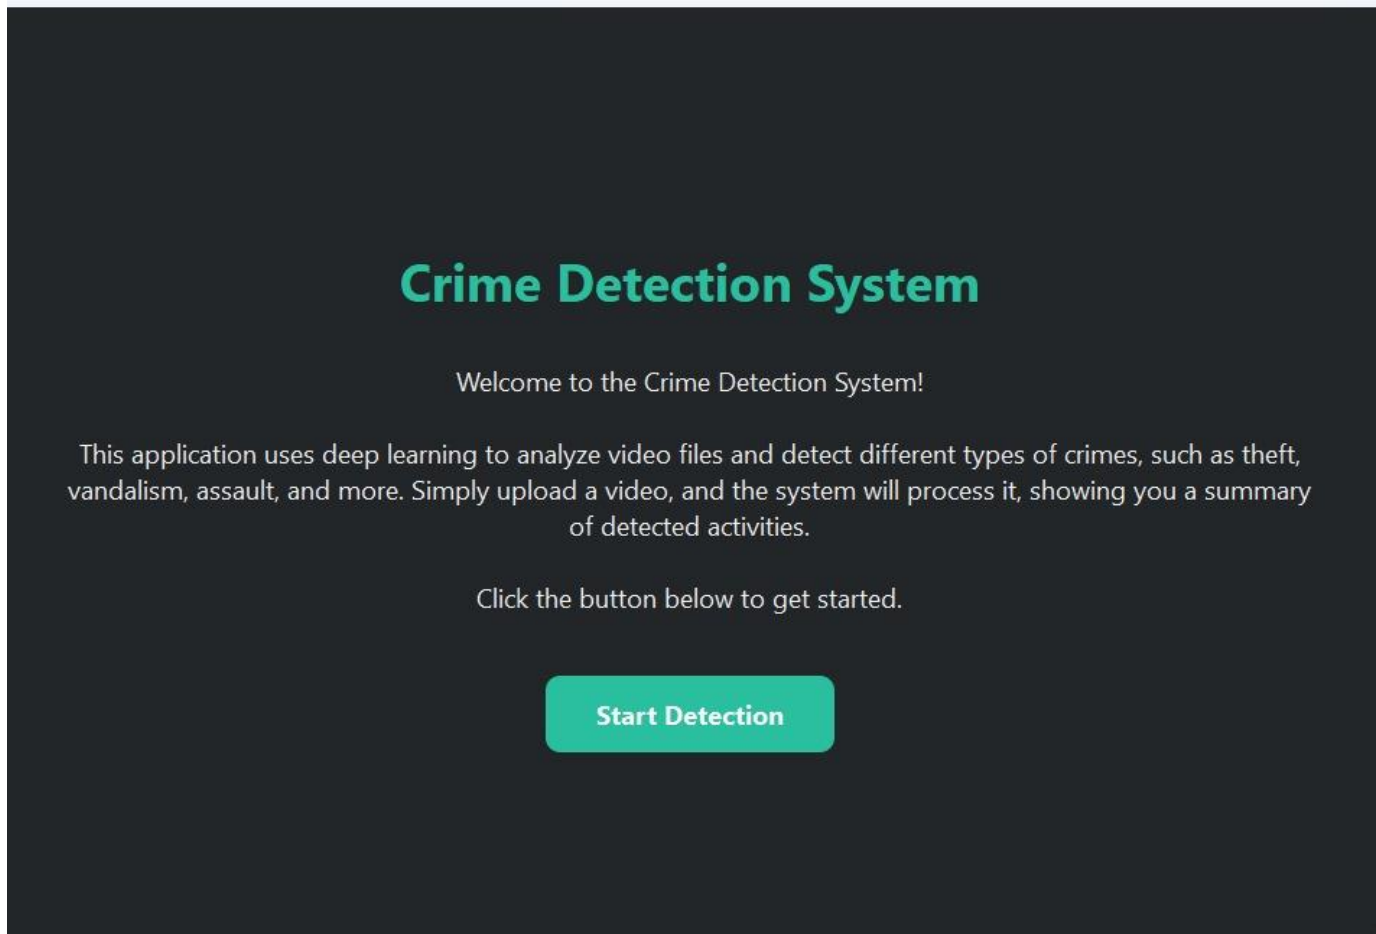 Crime Detection System
Welcome to the Crime Detection System!
This application uses deep learning to analyze video files and detect different types of crimes, such as theft,
vandalism, assault, and more. Simply upload a video, and the system will process it, showing you a summary
of detected activities.
Click the button below to get started.
Start Detection